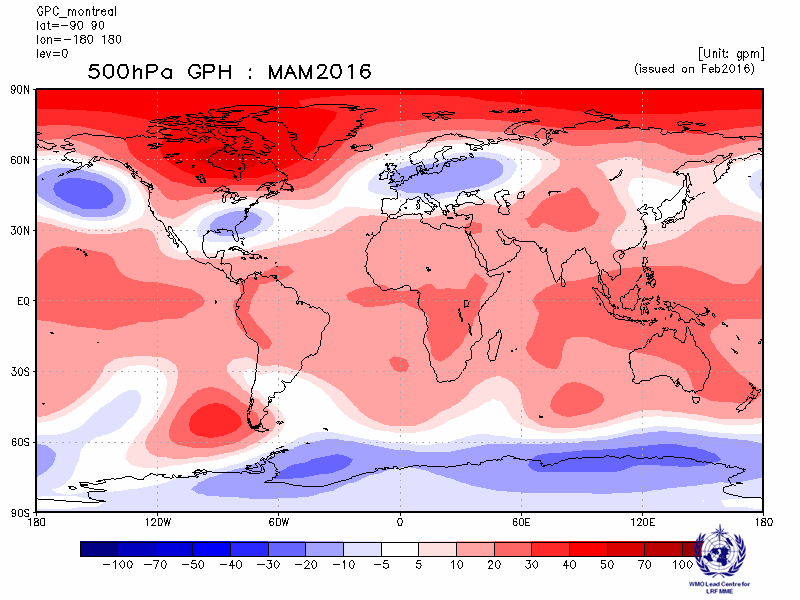 GPC_montreal
lat=-90 90
lon=-180 180
lev=0
[Unit: gpm]
500hPa GPH : MAM2016
(issued on Feb2016)
90N
60N
30N
EQ
30S
60S
90S
180 120W 60W 0 60E 120E 180
-100 -70 -50 -40 -30 -20 -10 -5 5 10 20 30 40 50 70 100
WMO Lead Centre for
LRF MME